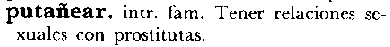 putañear. intr. fam. Tener relaciones se-
xuales con prostitutas.